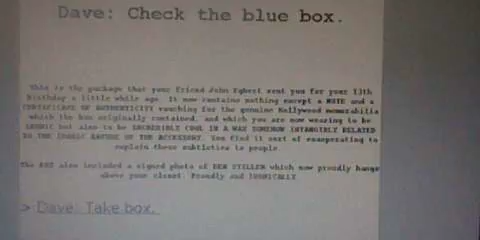 Dave: Check the blue box.
This is the package that your friend John Egbert sent you for your 13th
Birthday a little while ago. It now contains nothing except a NOTE and a
CERTIFICATE OF AUTHENTICITY vouching for the genuine Hollywood memorabilia
which the box originally contained, and which you are now wearing to be
IRONIC but also to be INCREDIBLY COOL IN A WAY SOMEHOW INTANGIBLY RELATED
TO THE IRONIC NATURE OF THE ACCESSORY. You find it sort of exasperating to
explain these subtleties to people.
The BOX also included a signed photo of BEN STILLER which now proudly hangs
above your closet. Proudly and IRONICALLY.
> Dave: Take box.